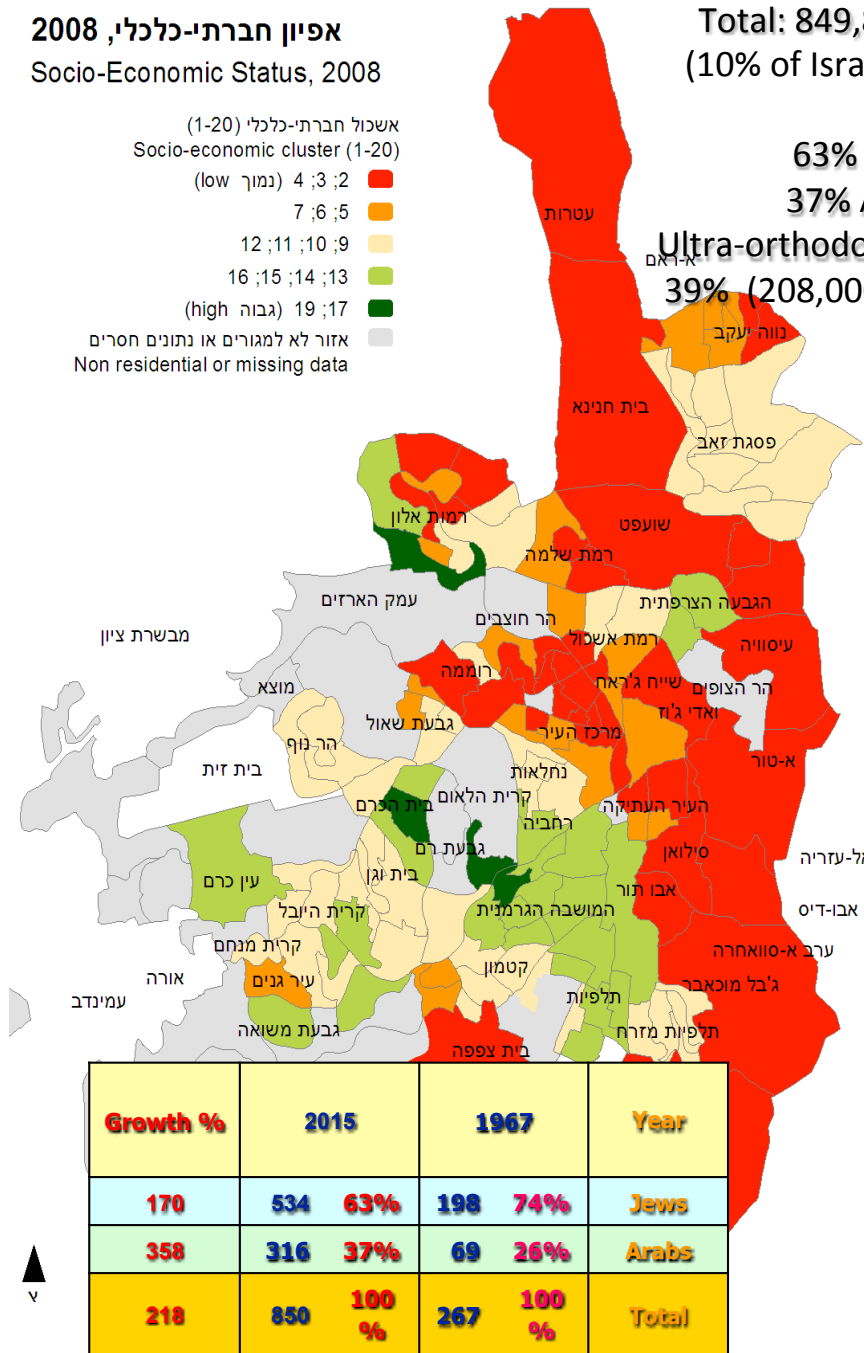 אפיון חברתי-כלכלי, 2008
Socio-Economic Status, 2008
אשכול חברתי-כלכלי (1-20)
Socio-economic cluster (1-20)
2; 3; 4 (נמוך low)
5; 6; 7
9; 10; 11; 12
13; 14; 15; 16
17; 19 (גבוה high)
אזור לא למגורים או נתונים חסרים
Non residential or missing data
Total: 849,8
(10% of Isra
63%
37% A
Ultra-orthodo
39% (208,00
עטרות
א-ראם
נווה יעקב
בית חנינא
פסגת זאב
רמות אלון
שועפט
רמת שלמה
עמק הארזים
הר חוצבים
הגבעה הצרפתית
מבשרת ציון
רמת אשכול
עיסוויה
רוממה
שייח ג'ראח
הר הצופים
מוצא
ואדי ג'וז
גבעת שאול
מרכז העיר
הר נוף
א-טור
בית זית
נחלאות
קרית הלאום
בית הכרם
העיר העתיקה
רחביה
גבעת רם
סילואן
אל-עזריה
עין כרם
בית וגן
אבו תור
אבו-דיס
קרית היובל
המושבה הגרמנית
קרית מנחם
ערב א-סוואחרה
קטמון
אורה
עיר גנים
ג'בל מוכאבר
עמינדב
תלפיות
גבעת משואה
תלפיות מזרח
בית צפפה
Growth % 2015 1967 Year
170 534 63% 198 74% Jews
358 316 37% 69 26% Arabs
218 850 100 % 267 100 % Total